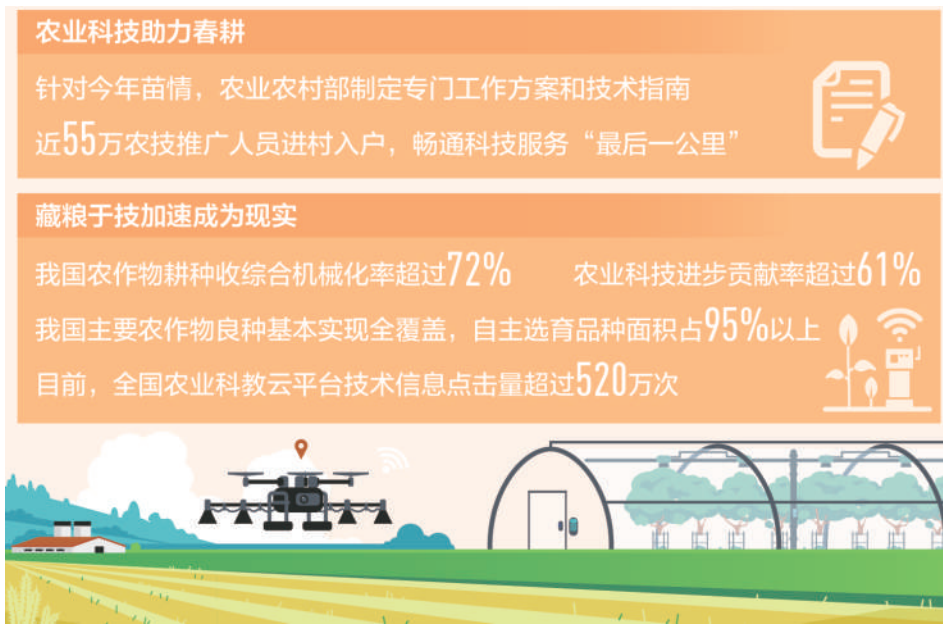 农业科技助力春耕
针对今年苗情，农业农村部制定专门工作方案和技术指南
近55万农技推广人员进村入户，畅通科技服务“最后一公里”
藏粮于技加速成为现实
我国农作物耕种收综合机械化率超过72% 农业科技进步贡献率超过61%
我国主要农作物良种基本实现全覆盖，自主选育品种面积占95%以上
目前，全国农业科教云平台技术信息点击量超过520万次